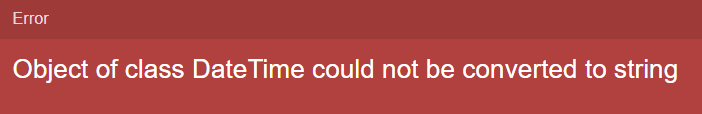 Error
Object of class DateTime could not be converted to string